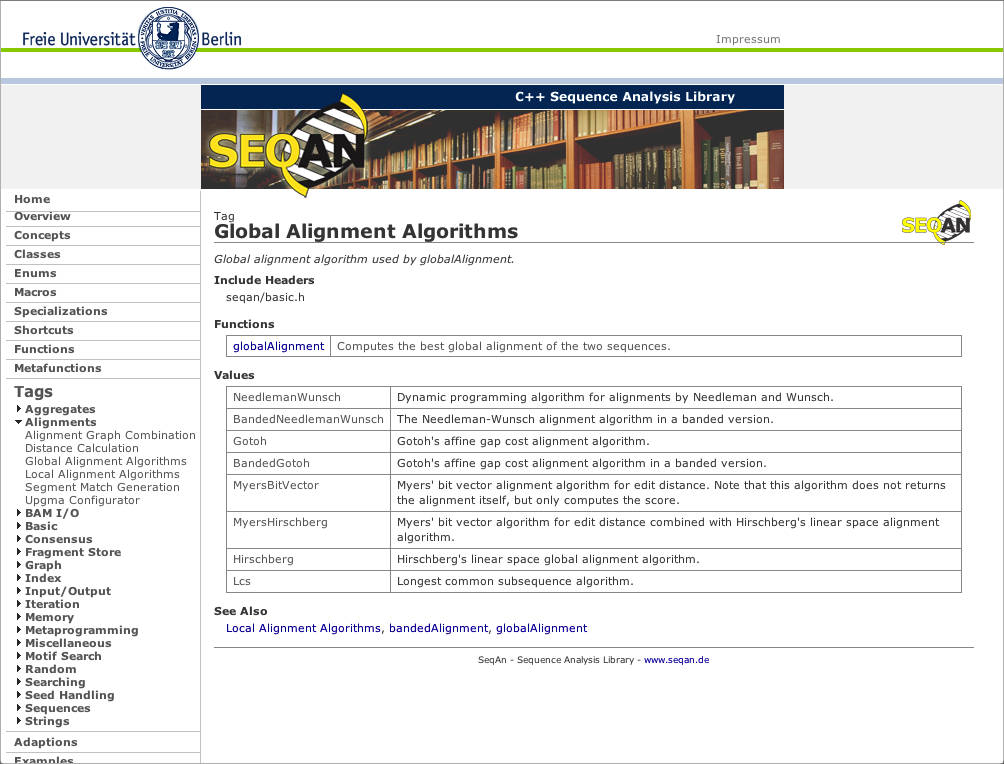 Freie Universität Berlin
Impressum
C++ Sequence Analysis Library
SEQAN
Home
Overview
Concepts
Classes
Enums
Macros
Specializations
Shortcuts
Functions
Metafunctions
Tags
Aggregates
Alignments
Alignment Graph Combination
Distance Calculation
Global Alignment Algorithms
Local Alignment Algorithms
Segment Match Generation
Upgma Configurator
BAM I/O
Basic
Consensus
Fragment Store
Graph
Index
Input/Output
Iteration
Memory
Metaprogramming
Miscellaneous
Motif Search
Random
Searching
Seed Handling
Sequences
Strings
Adaptions
Examples
Tag
Global Alignment Algorithms
SEQAN
Global alignment algorithm used by globalAlignment.
Include Headers
seqan/basic.h
Functions
globalAlignment Computes the best global alignment of the two sequences.
Values
NeedlemanWunsch Dynamic programming algorithm for alignments by Needleman and Wunsch.
BandedNeedlemanWunsch The Needleman-Wunsch alignment algorithm in a banded version.
Gotoh Gotoh's affine gap cost alignment algorithm.
BandedGotoh Gotoh's affine gap cost alignment algorithm in a banded version.
MyersBitVector Myers' bit vector alignment algorithm for edit distance. Note that this algorithm does not returns
the alignment itself, but only computes the score.
MyersHirschberg Myers' bit vector algorithm for edit distance combined with Hirschberg's linear space alignment
algorithm.
Hirschberg Hirschberg's linear space global alignment algorithm.
Lcs Longest common subsequence algorithm.
See Also
Local Alignment Algorithms, bandedAlignment, globalAlignment
SeqAn - Sequence Analysis Library - www.seqan.de